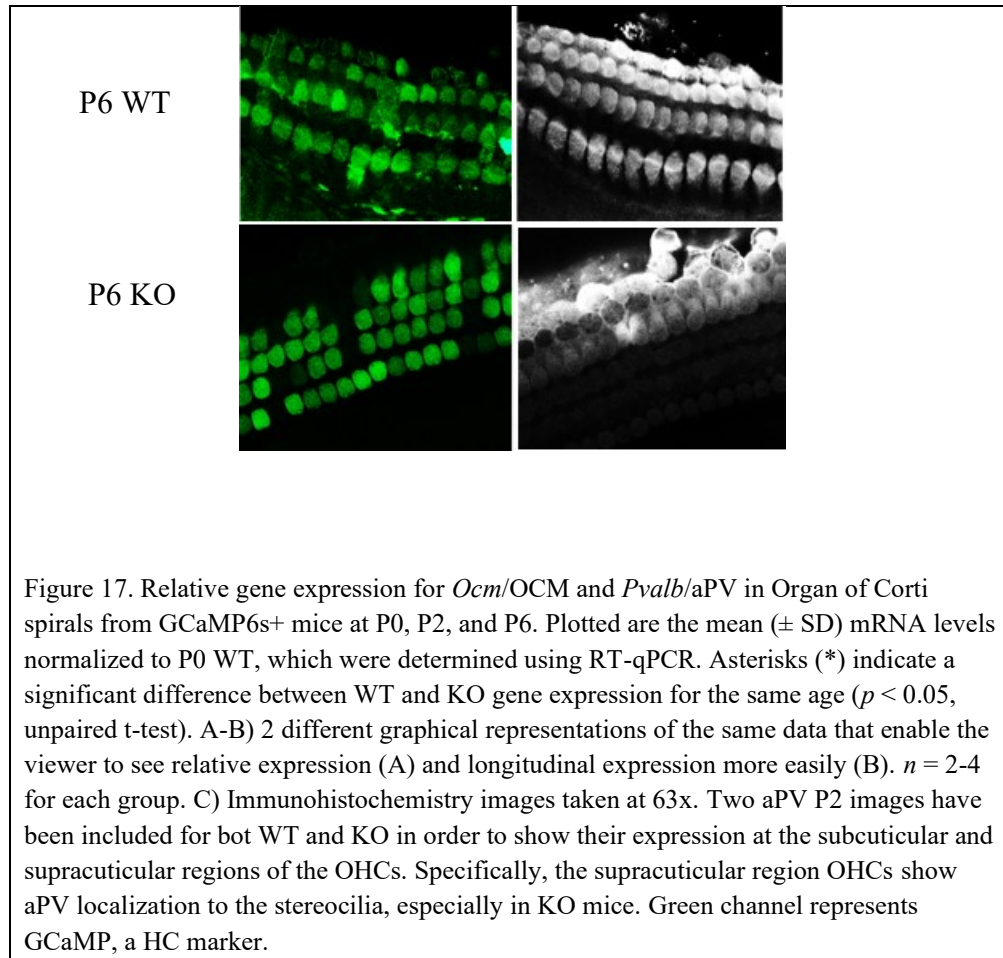 P6 WT
P6 KO
Figure 17. Relative gene expression for Ocm/OCM and Pvalb/aPV in Organ of Corti
spirals from GCaMP6s+ mice at P0, P2, and P6. Plotted are the mean (± SD) mRNA levels
normalized to P0 WT, which were determined using RT-qPCR. Asterisks (*) indicate a
significant difference between WT and KO gene expression for the same age (p < 0.05,
unpaired t-test). A-B) 2 different graphical representations of the same data that enable the
viewer to see relative expression (A) and longitudinal expression more easily (B). n = 2-4
for each group. C) Immunohistochemistry images taken at 63x. Two aPV P2 images have
been included for bot WT and KO in order to show their expression at the subcuticular and
supracuticular regions of the OHCs. Specifically, the supracuticular region OHCs show
aPV localization to the stereocilia, especially in KO mice. Green channel represents
GCaMP, a HC marker.